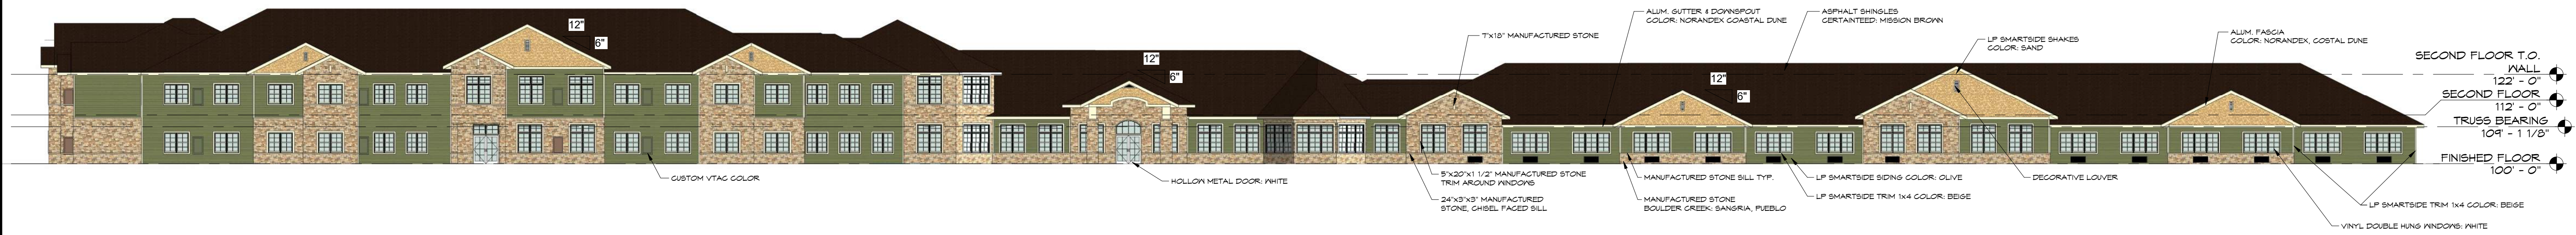 ALUM. GUTTER & DOWNSPOUT
COLOR: NORANDEX COASTAL DUNE
ASPHALT SHINGLES
CERTAINTEED: MISSION BROWN
12"
6"
7"x18" MANUFACTURED STONE
LP SMARTSIDE SHAKES
COLOR: SAND
ALUM. FASCIA
COLOR: NORANDEX, COSTAL DUNE
12"
6"
12"
6"
SECOND FLOOR T.O.
WALL
122' - 0"
SECOND FLOOR
112' - 0"
TRUSS BEARING
109' - 1 1/8"
FINISHED FLOOR
100' - 0"
CUSTOM VTAC COLOR
HOLLOW METAL DOOR: WHITE
5"x20"x1 1/2" MANUFACTURED STONE
TRIM AROUND WINDOWS
24"x3"x3" MANUFACTURED
STONE, CHISEL FACED SILL
MANUFACTURED STONE SILL TYP.
MANUFACTURED STONE
BOULDER CREEK: SANGRIA, PUEBLO
LP SMARTSIDE SIDING COLOR: OLIVE
LP SMARTSIDE TRIM 1x4 COLOR: BEIGE
DECORATIVE LOUVER
LP SMARTSIDE TRIM 1x4 COLOR: BEIGE
VINYL DOUBLE HUNG WINDOWS: WHITE